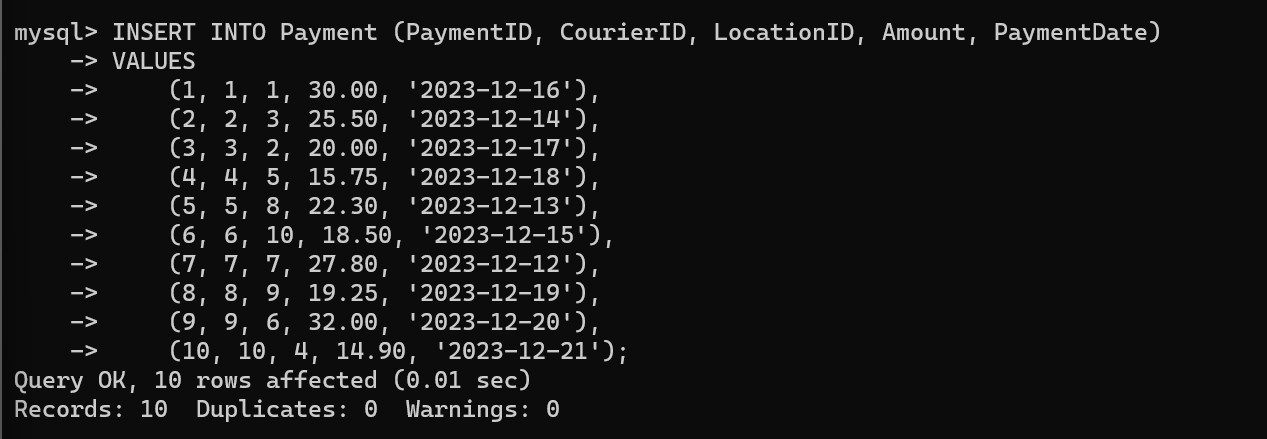 mysql> INSERT INTO Payment (PaymentID, CourierID, LocationID, Amount, PaymentDate)
    -> VALUES
    ->     (1, 1, 1, 30.00, '2023-12-16'),
    ->     (2, 2, 3, 25.50, '2023-12-14'),
    ->     (3, 3, 2, 20.00, '2023-12-17'),
    ->     (4, 4, 5, 15.75, '2023-12-18'),
    ->     (5, 5, 8, 22.30, '2023-12-13'),
    ->     (6, 6, 10, 18.50, '2023-12-15'),
    ->     (7, 7, 7, 27.80, '2023-12-12'),
    ->     (8, 8, 9, 19.25, '2023-12-19'),
    ->     (9, 9, 6, 32.00, '2023-12-20'),
    ->     (10, 10, 4, 14.90, '2023-12-21');
Query OK, 10 rows affected (0.01 sec)
Records: 10  Duplicates: 0  Warnings: 0